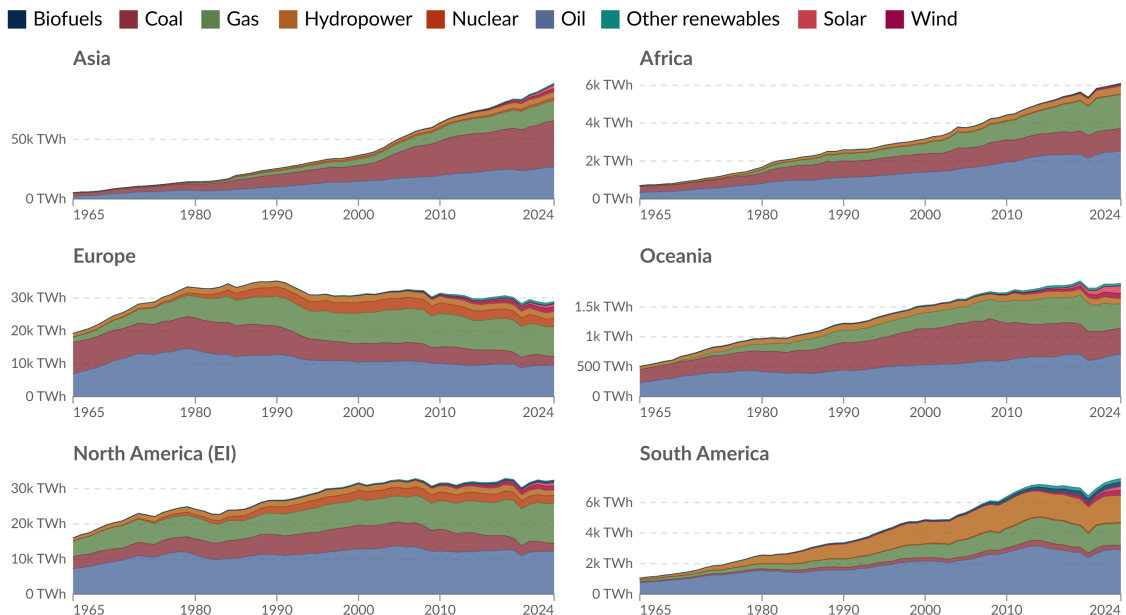 Biofuels Coal Gas Hydropower Nuclear Oil Other renewables Solar Wind
Asia
50k TWh
0 TWh
1965 1980 1990 2000 2010 2024
Africa
6k TWh
4k TWh
2k TWh
0 TWh
1965 1980 1990 2000 2010 2024
Europe
30k TWh
20k TWh
10k TWh
0 TWh
1965 1980 1990 2000 2010 2024
Oceania
1.5k TWh
1k TWh
500 TWh
0 TWh
1965 1980 1990 2000 2010 2024
North America (EI)
30k TWh
20k TWh
10k TWh
0 TWh
1965 1980 1990 2000 2010 2024
South America
6k TWh
4k TWh
2k TWh
0 TWh
1965 1980 1990 2000 2010 2024